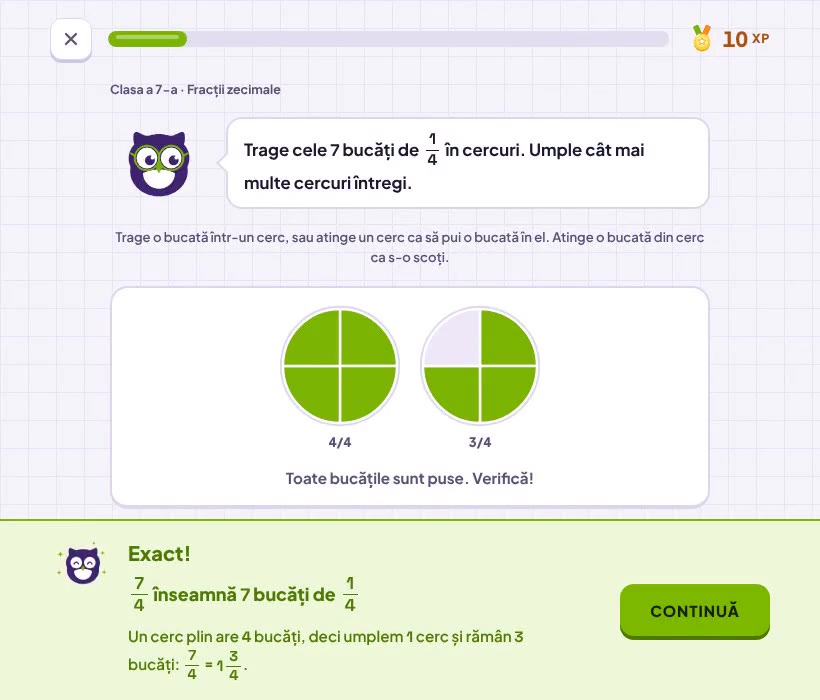 10 XP
Clasa a 7-a · Fracții zecimale
Trage cele 7 bucăți de 1/4 în cercuri. Umple cât mai
multe cercuri întregi.
Trage o bucată într-un cerc, sau atinge un cerc ca să pui o bucată în el. Atinge o bucată din cerc
ca s-o scoți.
4/4
3/4
Toate bucățile sunt puse. Verifică!
Exact!
7/4 înseamnă 7 bucăți de 1/4
Un cerc plin are 4 bucăți, deci umplem 1 cerc și rămân 3
bucăți: 7/4 = 1 3/4.
CONTINUĂ